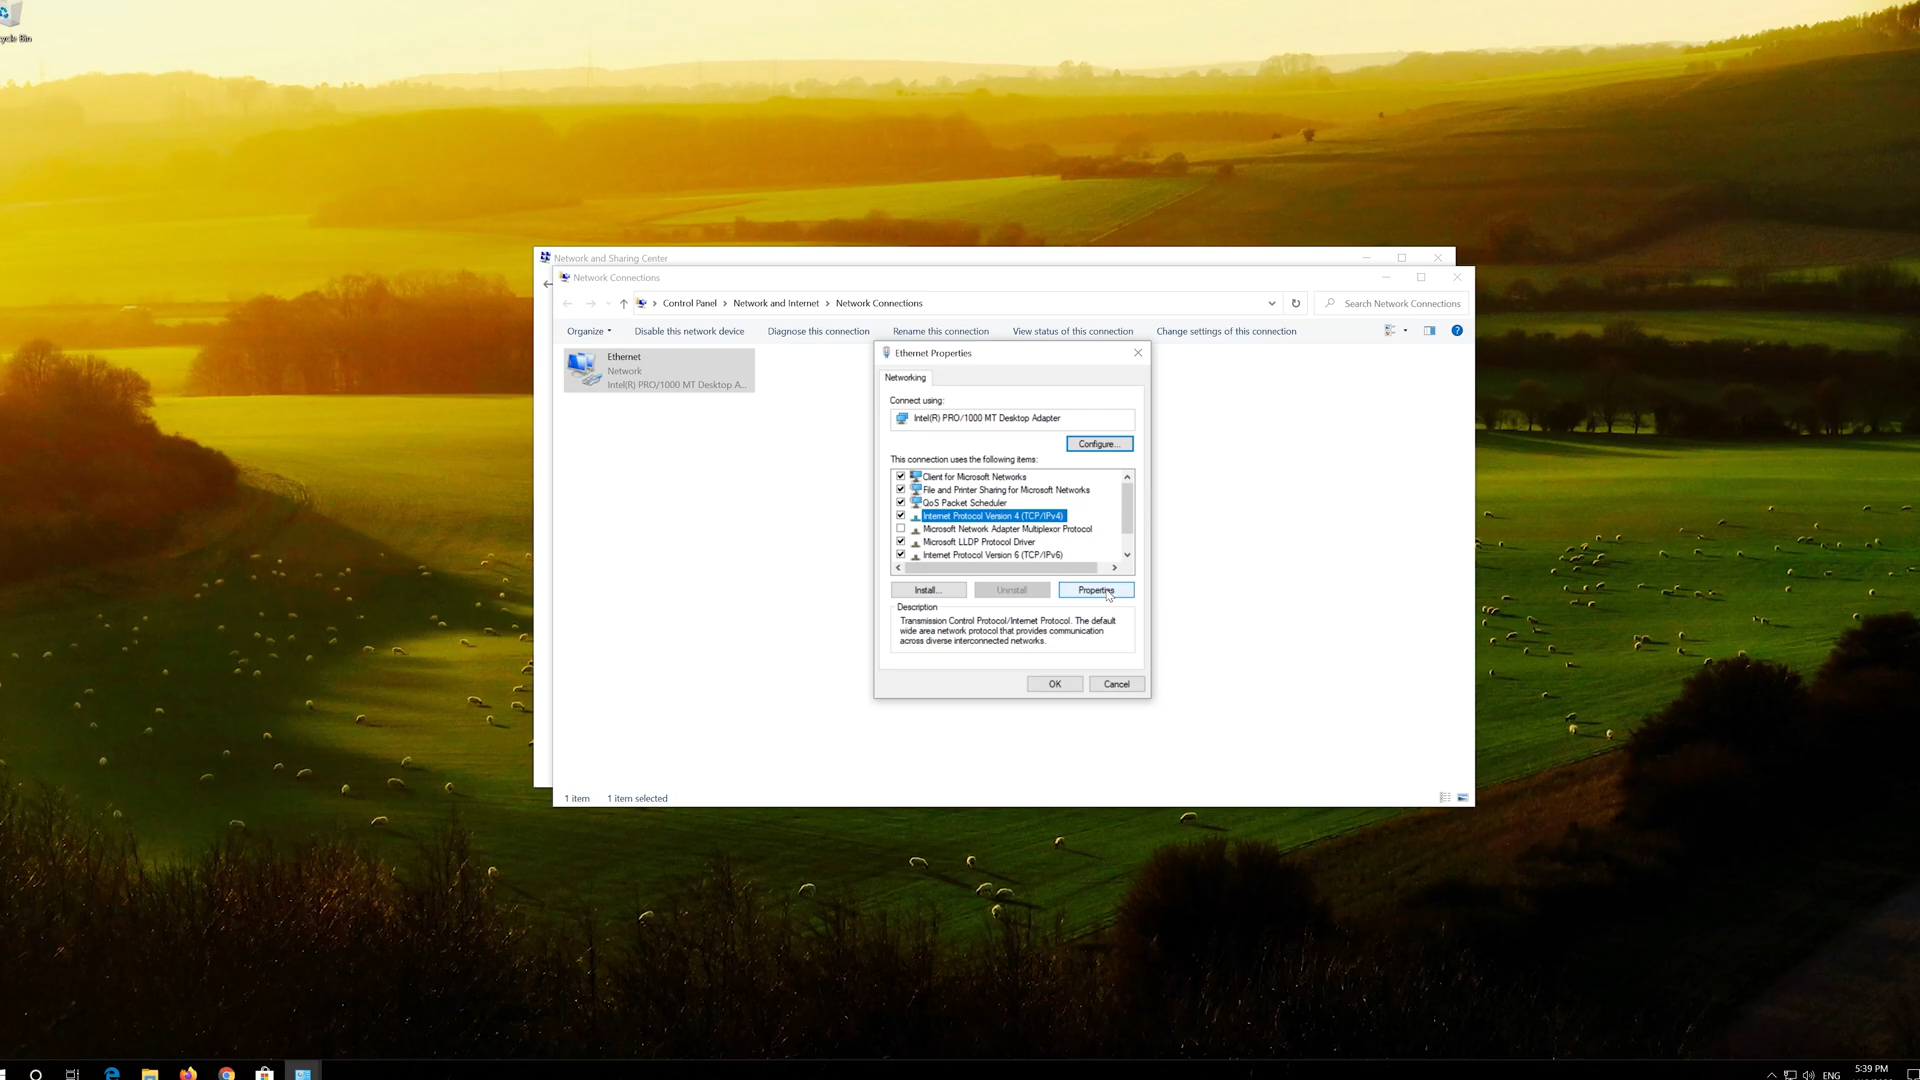 cycle Bin
Network and Sharing Center
Network Connections
Control Panel
Network and Internet
Network Connections
Search Network Connections
Organize
Disable this network device
Diagnose this connection
Rename this connection
View status of this connection
Change settings of this connection
Ethernet
Network
Intel(R) PRO/1000 MT Desktop A...
Ethernet Properties
Networking
Connect using:
Intel(R) PRO/1000 MT Desktop Adapter
Configure...
This connection uses the following items:
Client for Microsoft Networks
File and Printer Sharing for Microsoft Networks
QoS Packet Scheduler
Internet Protocol Version 4 (TCP/IPv4)
Microsoft Network Adapter Multiplexor Protocol
Microsoft LLDP Protocol Driver
Internet Protocol Version 6 (TCP/IPv6)
Install...
Uninstall
Properties
Description
Transmission Control Protocol/Internet Protocol. The default
wide area network protocol that provides communication
across diverse interconnected networks.
OK
Cancel
1 item
1 item selected
ENG
5:39 PM